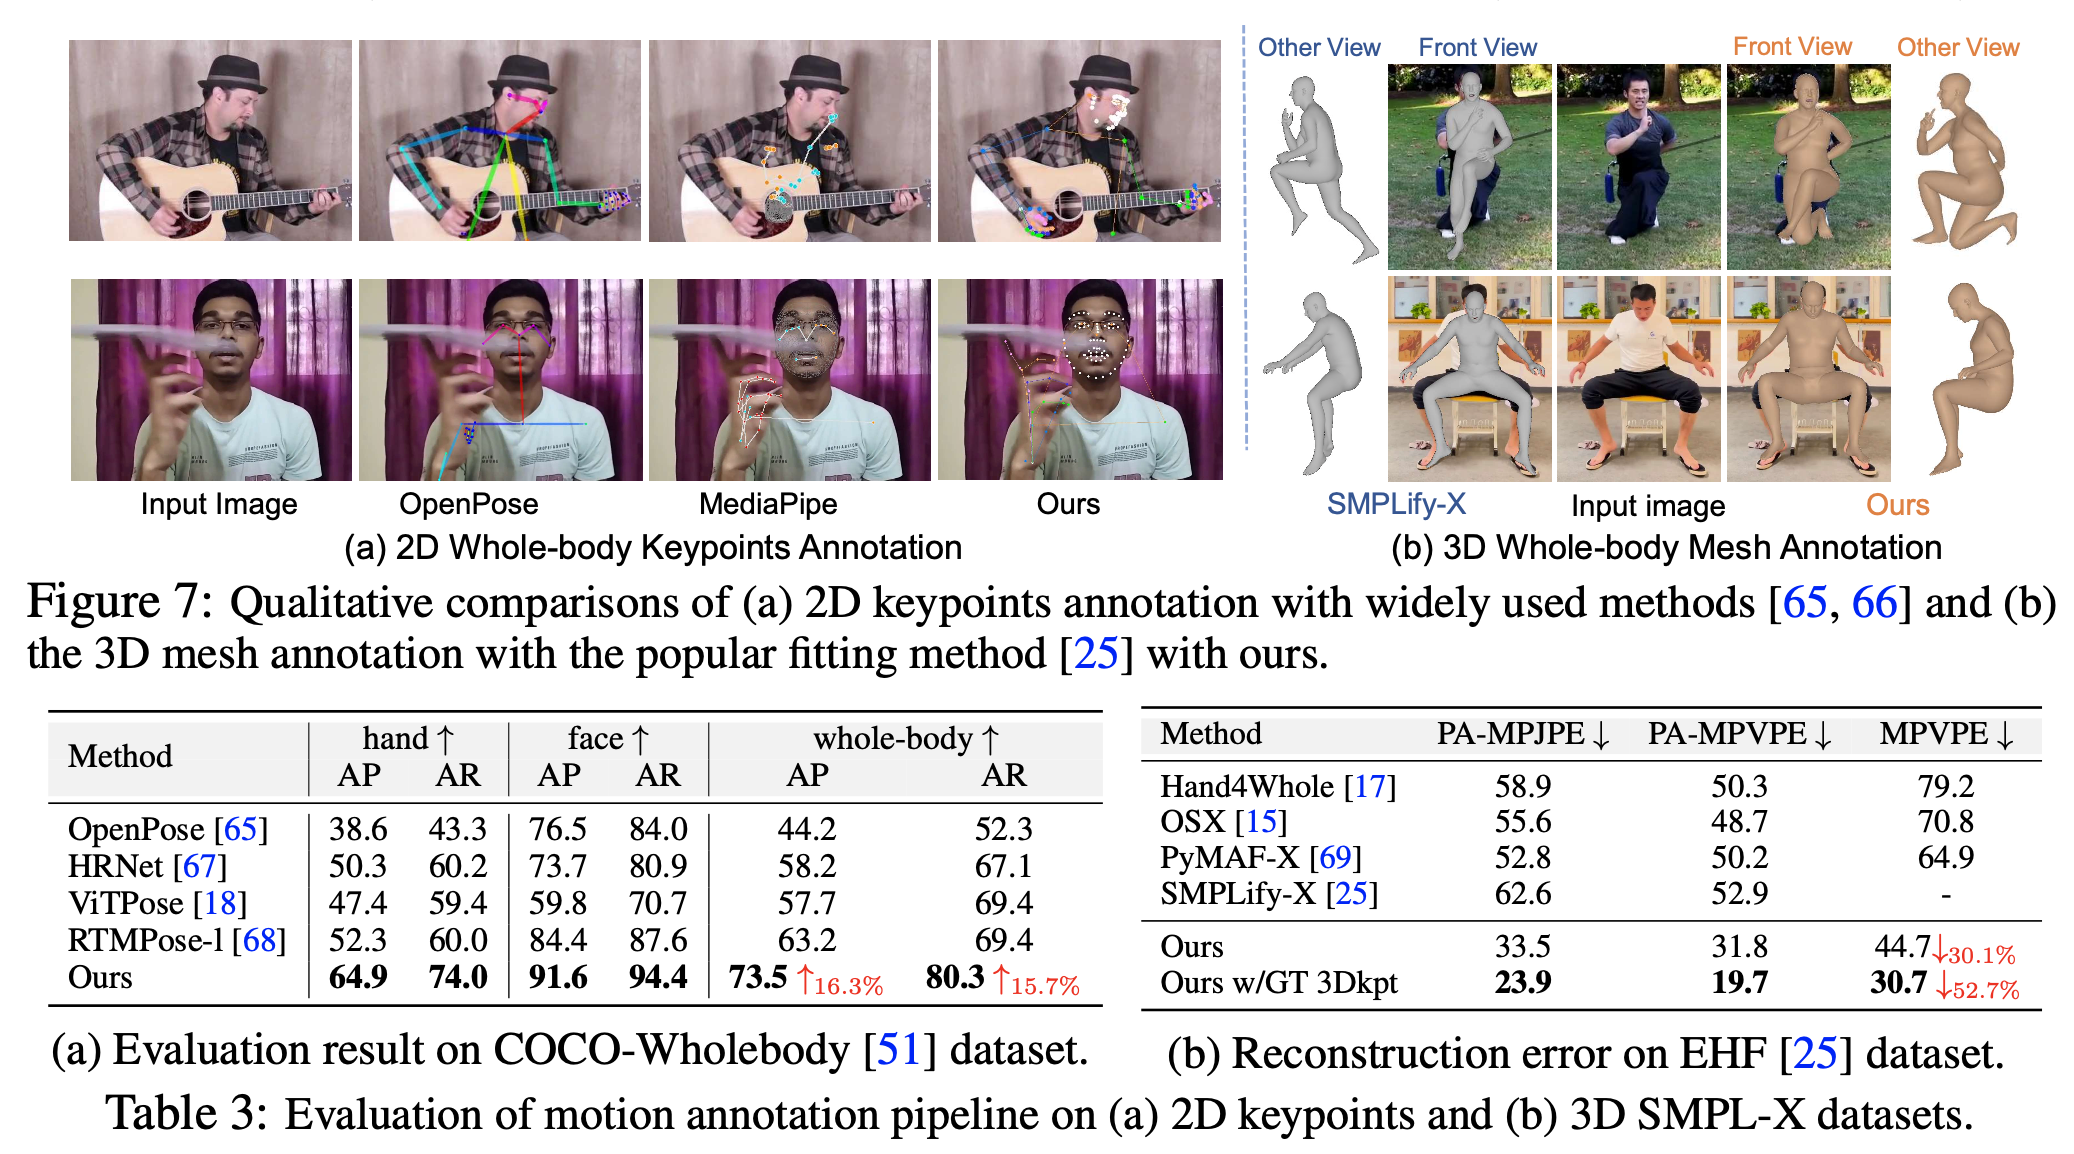 Other View Front View Front View Other View
Input Image OpenPose MediaPipe Ours
SMPLify-X Input image Ours
(a) 2D Whole-body Keypoints Annotation (b) 3D Whole-body Mesh Annotation
Figure 7: Qualitative comparisons of (a) 2D keypoints annotation with widely used methods [65, 66] and (b)
the 3D mesh annotation with the popular fitting method [25] with ours.
Method hand ↑ face ↑ whole-body ↑
AP AR AP AR AP AR
OpenPose [65] 38.6 43.3 76.5 84.0 44.2 52.3
HRNet [67] 50.3 60.2 73.7 80.9 58.2 67.1
ViTPose [18] 47.4 59.4 59.8 70.7 57.7 69.4
RTMPose-l [68] 52.3 60.0 84.4 87.6 63.2 69.4
Ours 64.9 74.0 91.6 94.4 73.5 ↑16.3% 80.3 ↑15.7%
(a) Evaluation result on COCO-Wholebody [51] dataset.
Method PA-MPJPE ↓ PA-MPVPE ↓ MPVPE ↓
Hand4Whole [17] 58.9 50.3 79.2
OSX [15] 55.6 48.7 70.8
PyMAF-X [69] 52.8 50.2 64.9
SMPLify-X [25] 62.6 52.9 -
Ours 33.5 31.8 44.7↓30.1%
Ours w/GT 3Dkpt 23.9 19.7 30.7 ↓52.7%
(b) Reconstruction error on EHF [25] dataset.
Table 3: Evaluation of motion annotation pipeline on (a) 2D keypoints and (b) 3D SMPL-X datasets.